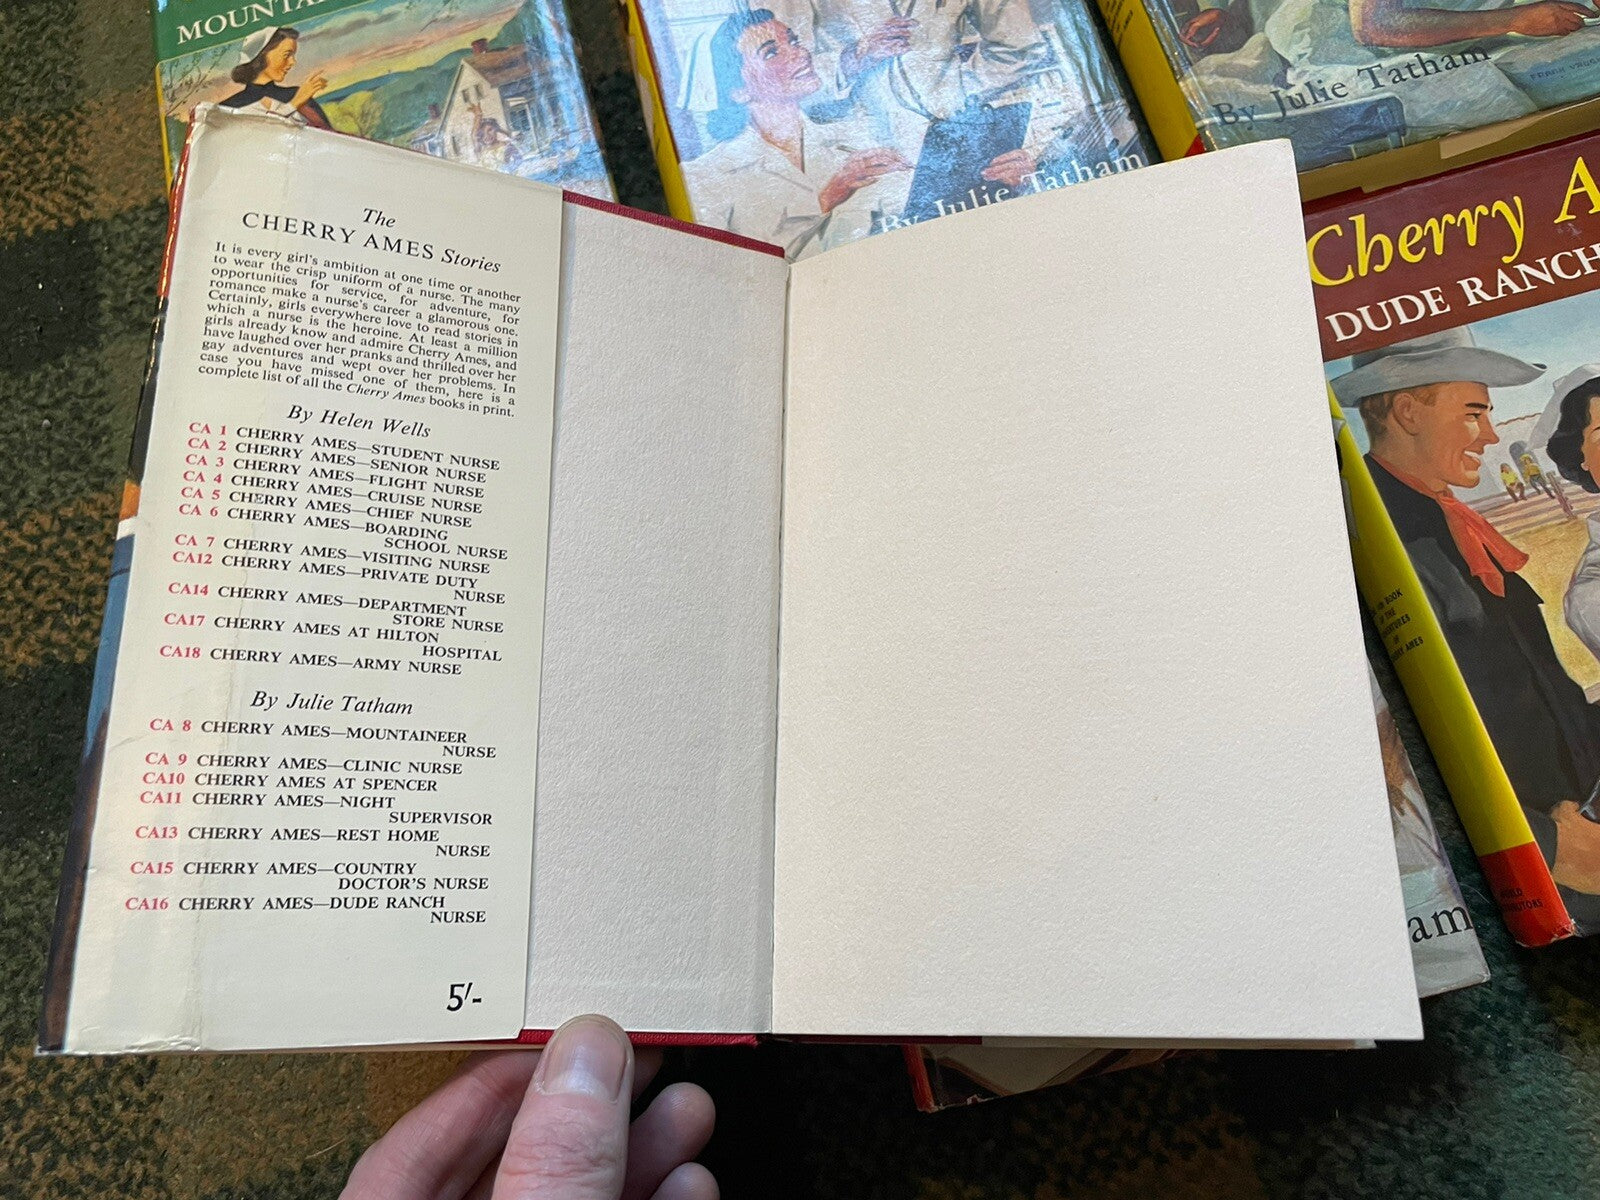 MOUNTA
By Julie Tatham
By Julie Tatham
Cherry A
DUDE RANCH
The
CHERRY AMES Stories
It is every girl's ambition at one time or another
to wear the crisp uniform of a nurse. The many
opportunities for service, for adventure, for
romance make a nurse's career a glamorous one.
Certainly, girls everywhere love to read stories in
which a nurse is the heroine. At least a million
girls already know and admire Cherry Ames, and
have laughed over her pranks and thrilled over her
gay adventures and wept over her problems. In
case you have missed one of them, here is a
complete list of all the Cherry Ames books in print.
By Helen Wells
CA 1 CHERRY AMES—STUDENT NURSE
CA 2 CHERRY AMES—SENIOR NURSE
CA 3 CHERRY AMES—FLIGHT NURSE
CA 4 CHERRY AMES—CRUISE NURSE
CA 5 CHERRY AMES—CHIEF NURSE
CA 6 CHERRY AMES—BOARDING
SCHOOL NURSE
CA 7 CHERRY AMES—VISITING NURSE
CA12 CHERRY AMES—PRIVATE DUTY
NURSE
CA14 CHERRY AMES—DEPARTMENT
STORE NURSE
CA17 CHERRY AMES AT HILTON
HOSPITAL
CA18 CHERRY AMES—ARMY NURSE
By Julie Tatham
CA 8 CHERRY AMES—MOUNTAINEER
NURSE
CA 9 CHERRY AMES—CLINIC NURSE
CA10 CHERRY AMES AT SPENCER
CA11 CHERRY AMES—NIGHT
SUPERVISOR
CA13 CHERRY AMES—REST HOME
NURSE
CA15 CHERRY AMES—COUNTRY
DOCTOR'S NURSE
CA16 CHERRY AMES—DUDE RANCH
NURSE
5/-
BOOK
OF THE
AMES
am